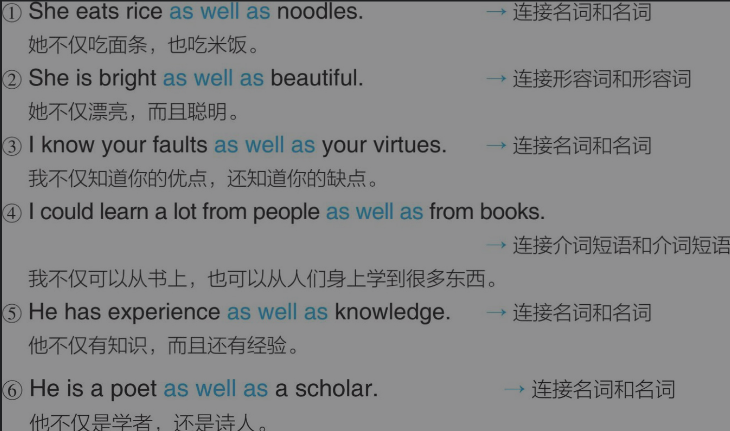 ① She eats rice as well as noodles. → 连接名词和名词
她不仅吃面条，也吃米饭。
② She is bright as well as beautiful. → 连接形容词和形容词
她不仅漂亮，而且聪明。
③ I know your faults as well as your virtues. → 连接名词和名词
我不仅知道你的优点，还知道你的缺点。
④ I could learn a lot from people as well as from books.
→ 连接介词短语和介词短语
我不仅可以从书上，也可以从人们身上学到很多东西。
⑤ He has experience as well as knowledge. → 连接名词和名词
他不仅有知识，而且还有经验。
⑥ He is a poet as well as a scholar. → 连接名词和名词
他不仅是学者，还是诗人。